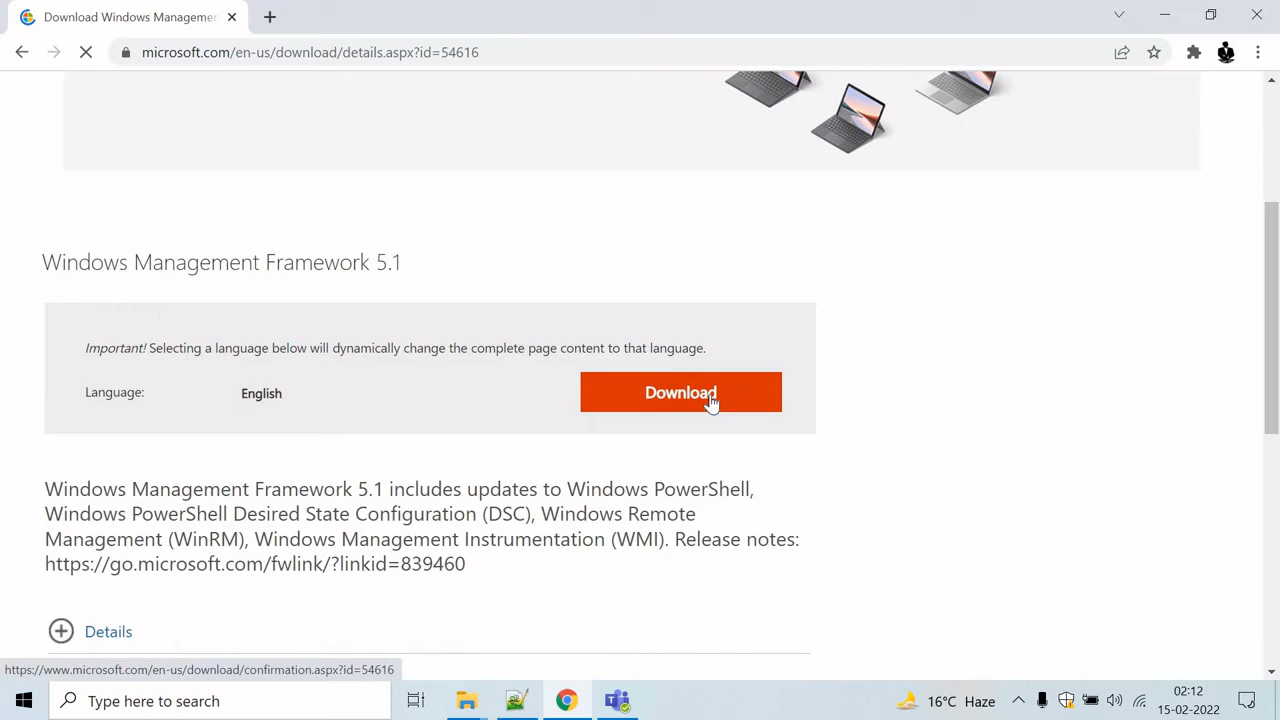 Download Windows Managemen
microsoft.com/en-us/download/details.aspx?id=54616
Windows Management Framework 5.1
Important! Selecting a language below will dynamically change the complete page content to that language.
Language:
English
Download
Windows Management Framework 5.1 includes updates to Windows PowerShell,
Windows PowerShell Desired State Configuration (DSC), Windows Remote
Management (WinRM), Windows Management Instrumentation (WMI). Release notes:
https://go.microsoft.com/fwlink/?linkid=839460
Details
https://www.microsoft.com/en-us/download/confirmation.aspx?id=54616
Type here to search
16°C Haze
02:12
15-02-2022